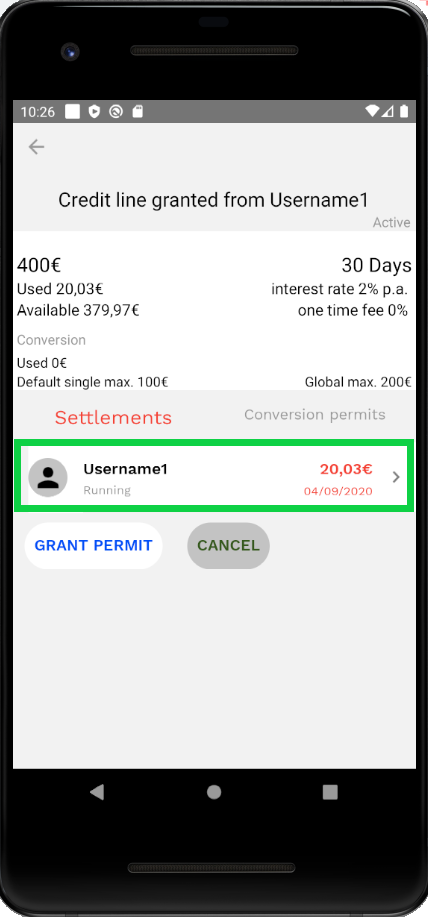 10:26
Credit line granted from Username1
Active
400€ 30 Days
Used 20,03€ interest rate 2% p.a.
Available 379,97€ one time fee 0%
Conversion
Used 0€
Default single max. 100€ Global max. 200€
Settlements Conversion permits
Username1 20,03€
Running 04/09/2020
GRANT PERMIT CANCEL